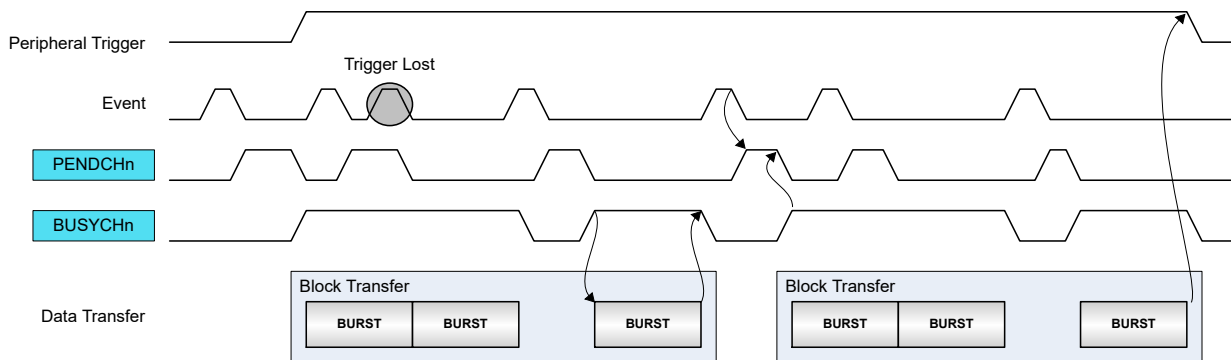 Peripheral Trigger
Trigger Lost
Event
PENDCHn
BUSYCHn
Block Transfer
Block Transfer
Data Transfer
BURST
BURST
BURST
BURST
BURST
BURST